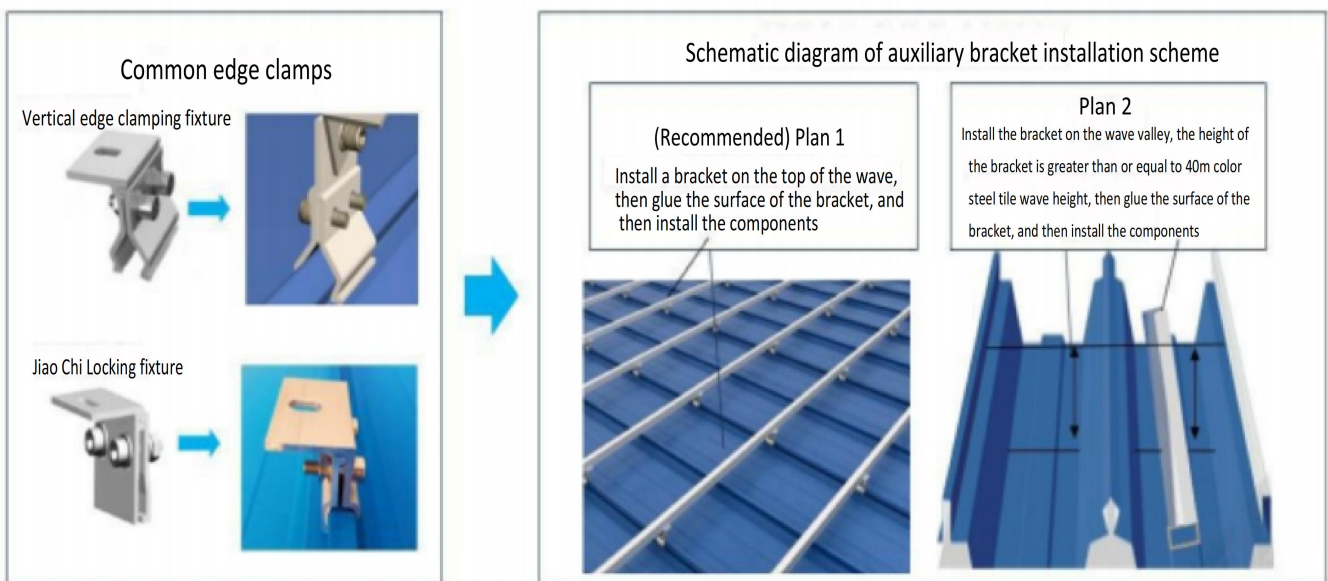 Common edge clamps
Vertical edge clamping fixture
Jiao Chi Locking fixture
Schematic diagram of auxiliary bracket installation scheme
(Recommended) Plan 1
Install a bracket on the top of the wave,
then glue the surface of the bracket, and
then install the components
Plan 2
Install the bracket on the wave valley, the height of
the bracket is greater than or equal to 40m color
steel tile wave height, then glue the surface of the
bracket, and then install the components